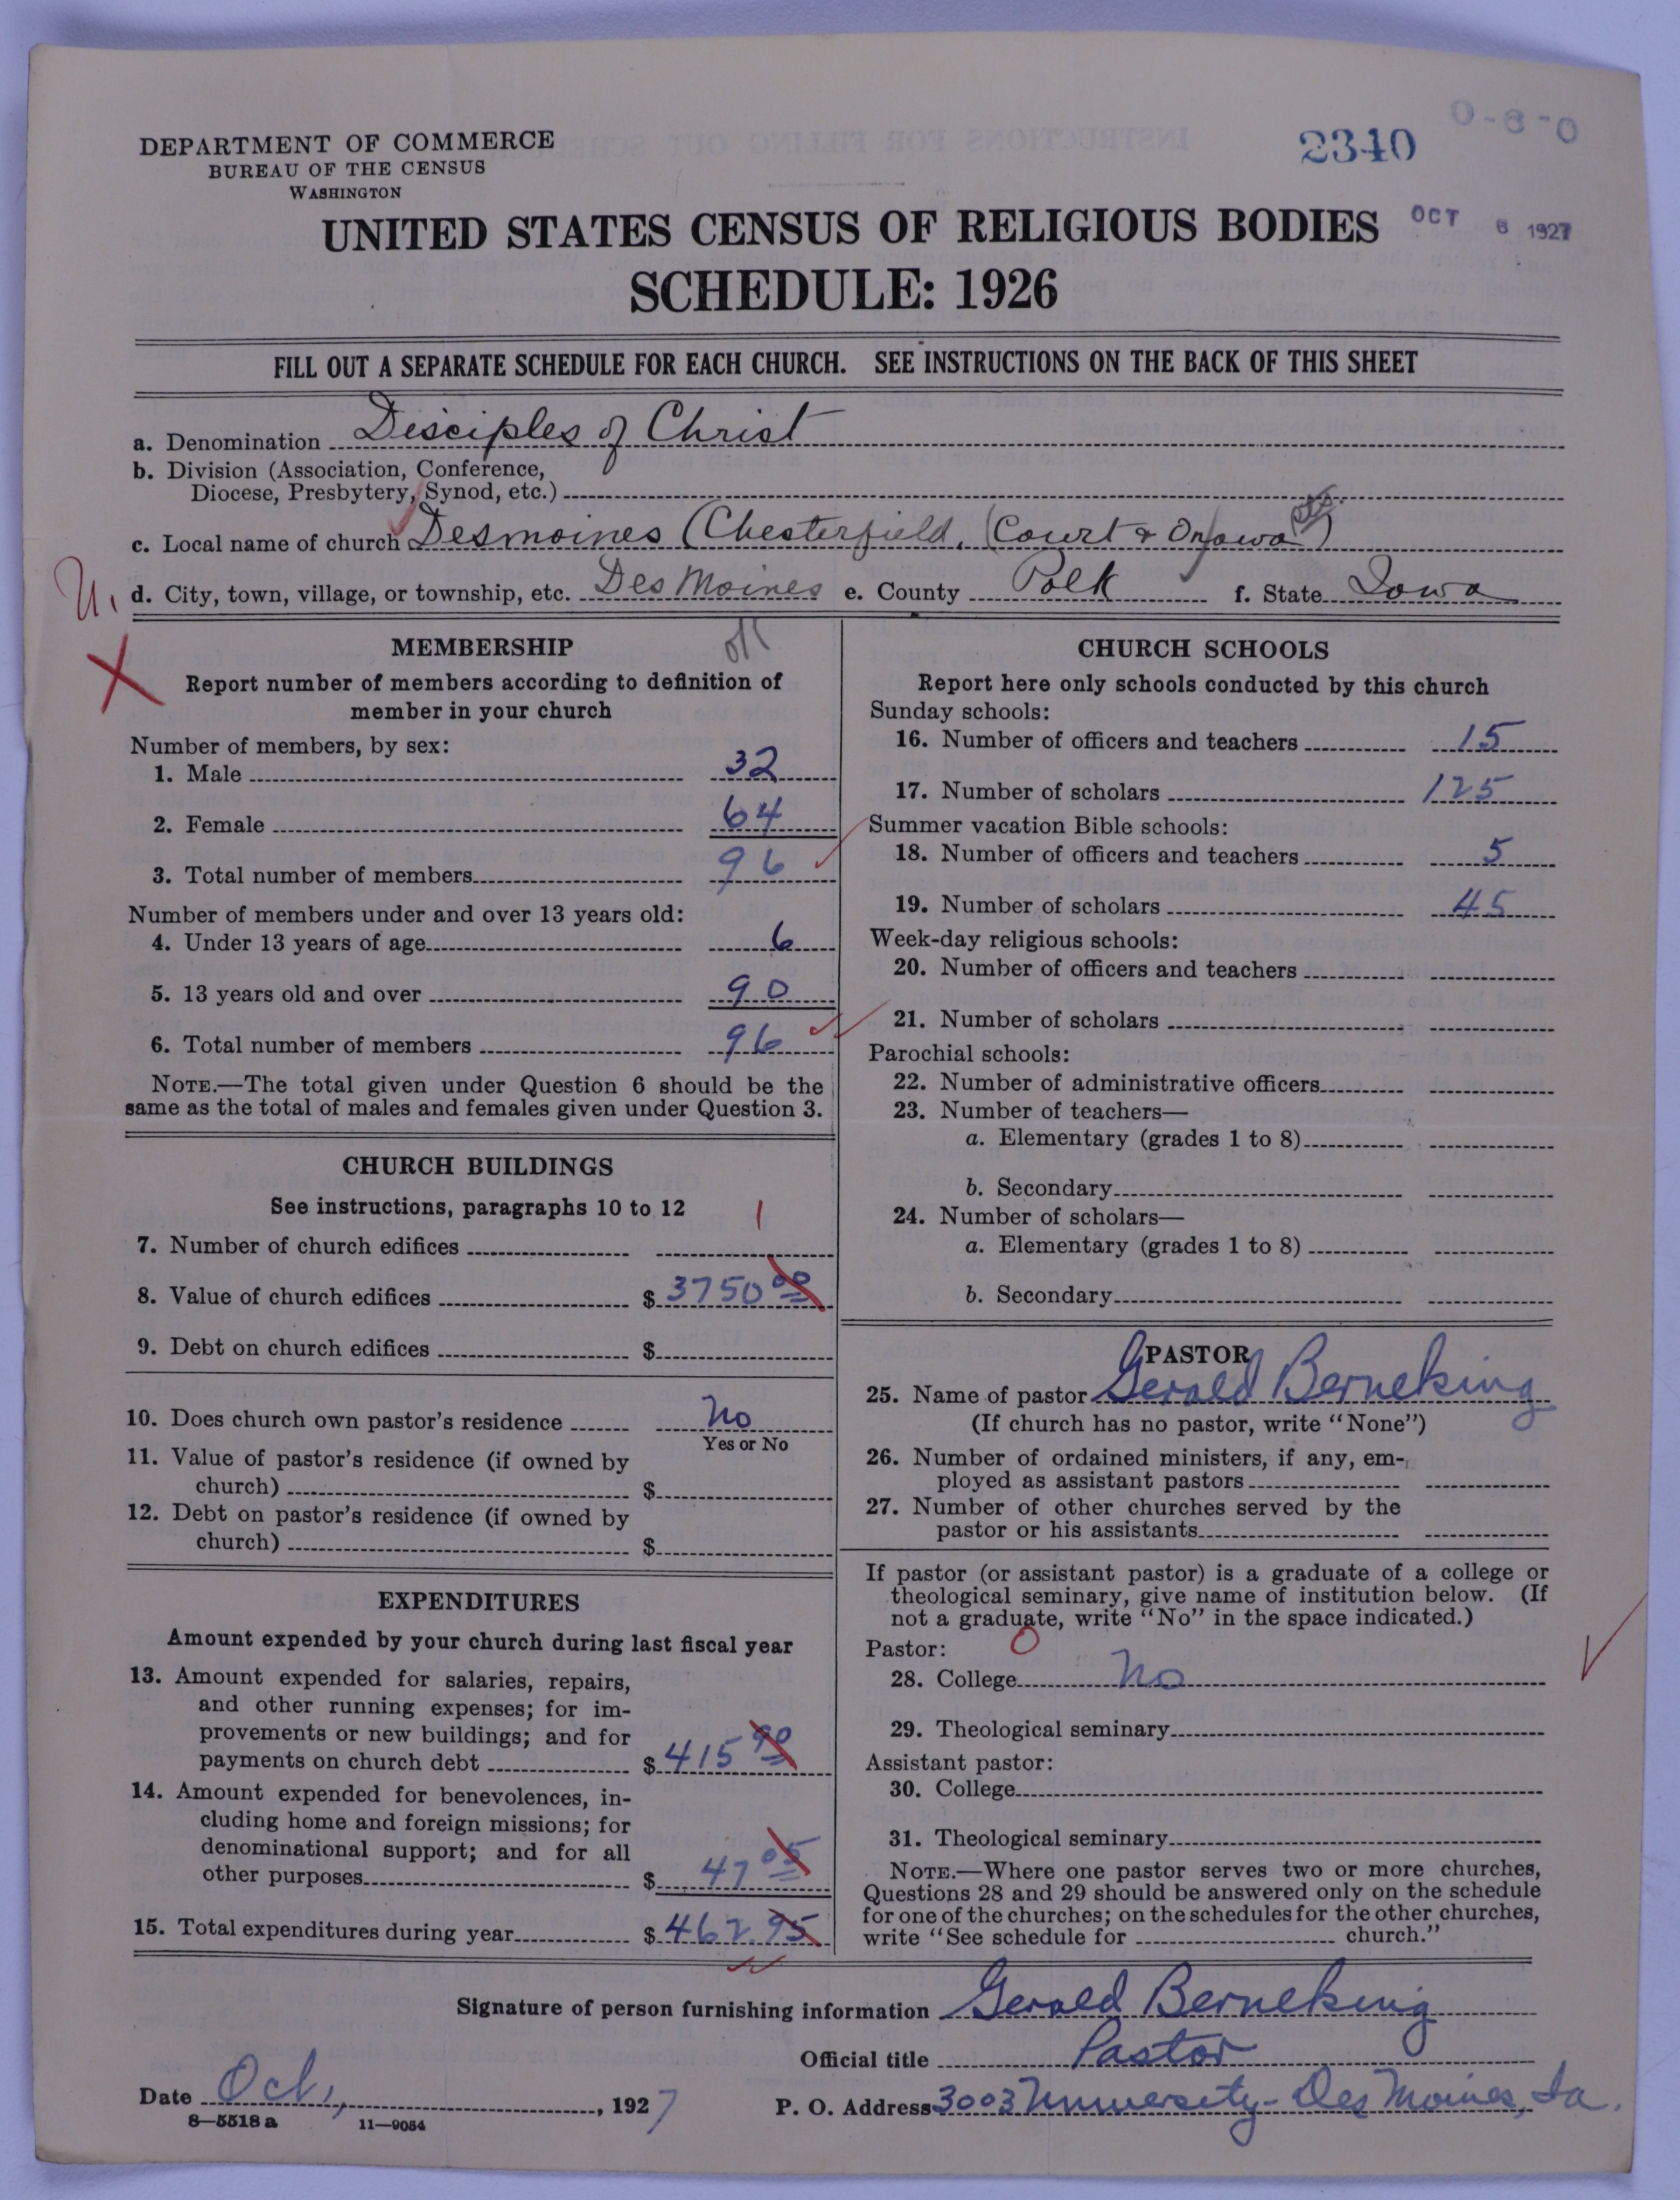 0-6-0
2340
DEPARTMENT OF COMMERCE
BUREAU OF THE CENSUS
WASHINGTON
UNITED STATES CENSUS OF RELIGIOUS BODIES
OCT 6 1927
SCHEDULE: 1926
FILL OUT A SEPARATE SCHEDULE FOR EACH CHURCH. SEE INSTRUCTIONS ON THE BACK OF THIS SHEET
a. Denomination Disciples of Christ
b. Division (Association, Conference,
Diocese, Presbytery, Synod, etc.)
c. Local name of church Desmoines (Chesterfield, (Court & Onawa Sts.)
U. d. City, town, village, or township, etc. Des Moines e. County Polk f. State Iowa
X
MEMBERSHIP
Report number of members according to definition of
member in your church
Number of members, by sex:
1. Male 32
2. Female 64
3. Total number of members 96
Number of members under and over 13 years old:
4. Under 13 years of age 6
5. 13 years old and over 90
6. Total number of members 96
NOTE.—The total given under Question 6 should be the
same as the total of males and females given under Question 3.
CHURCH BUILDINGS
See instructions, paragraphs 10 to 12
7. Number of church edifices 1
8. Value of church edifices $ 3750 00
9. Debt on church edifices $
10. Does church own pastor's residence No
Yes or No
11. Value of pastor's residence (if owned by
church) $
12. Debt on pastor's residence (if owned by
church) $
EXPENDITURES
Amount expended by your church during last fiscal year
13. Amount expended for salaries, repairs,
and other running expenses; for im-
provements or new buildings; and for
payments on church debt $ 415 90
14. Amount expended for benevolences, in-
cluding home and foreign missions; for
denominational support; and for all
other purposes $ 47 05
15. Total expenditures during year $ 462.95
CHURCH SCHOOLS
Report here only schools conducted by this church
Sunday schools:
16. Number of officers and teachers 15
17. Number of scholars 125
Summer vacation Bible schools:
18. Number of officers and teachers 5
19. Number of scholars 45
Week-day religious schools:
20. Number of officers and teachers
21. Number of scholars
Parochial schools:
22. Number of administrative officers
23. Number of teachers—
a. Elementary (grades 1 to 8)
b. Secondary
24. Number of scholars—
a. Elementary (grades 1 to 8)
b. Secondary
PASTOR
25. Name of pastor Gerald Berneking
(If church has no pastor, write "None")
26. Number of ordained ministers, if any, em-
ployed as assistant pastors
27. Number of other churches served by the
pastor or his assistants
If pastor (or assistant pastor) is a graduate of a college or
theological seminary, give name of institution below. (If
not a graduate, write "No" in the space indicated.)
Pastor: 0
28. College No
29. Theological seminary
Assistant pastor:
30. College
31. Theological seminary
NOTE.—Where one pastor serves two or more churches,
Questions 28 and 29 should be answered only on the schedule
for one of the churches; on the schedules for the other churches,
write "See schedule for church."
Signature of person furnishing information Gerald Berneking
Official title Pastor
Date Oct., 1927 P. O. Address 3003 University - Des Moines, Ia.
8—5518 a 11—9054